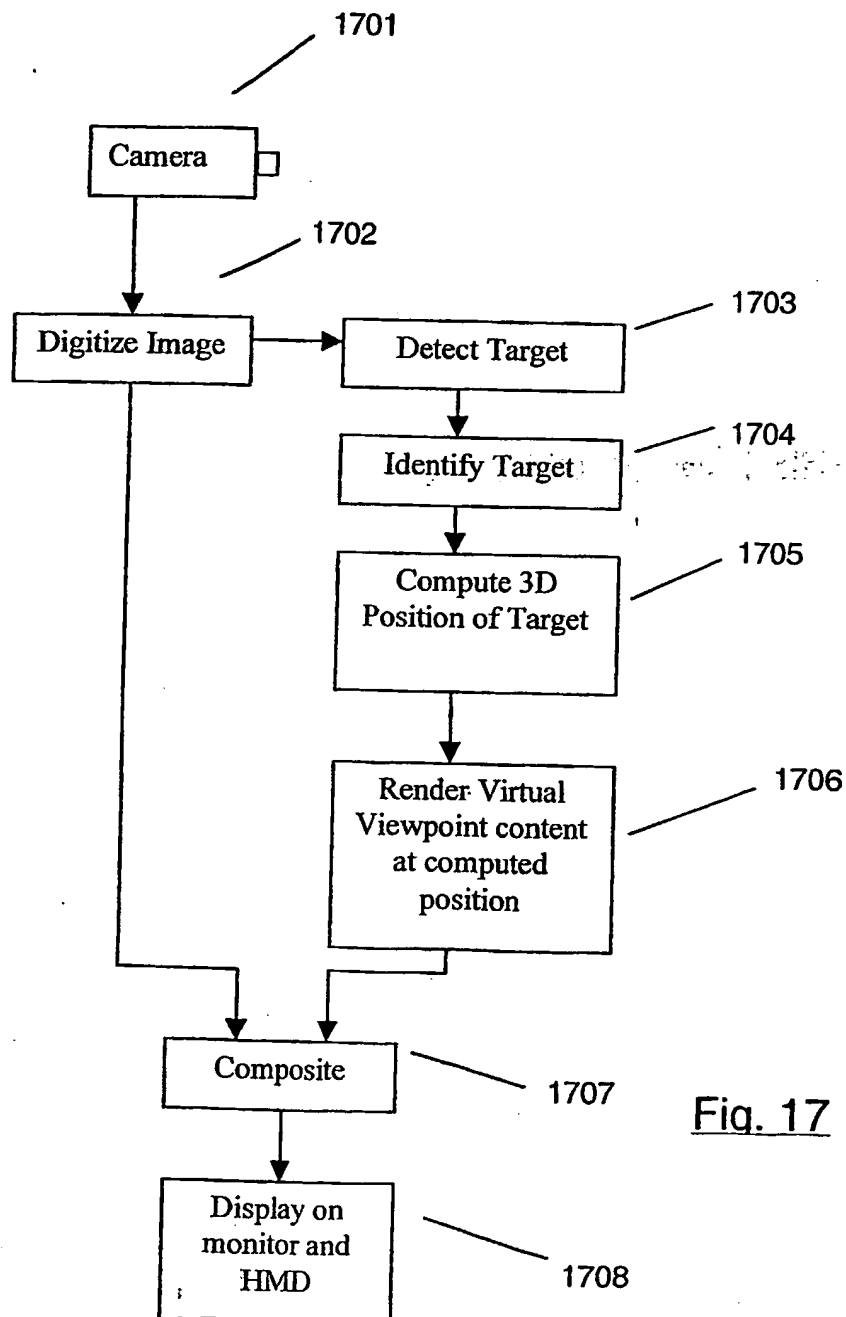 1701
Camera
1702
Digitize Image
1703
Detect Target
1704
Identify Target
1705
Compute 3D
Position of Target
1706
Render Virtual
Viewpoint content
at computed
position
Composite
1707
Fig. 17
Display on
monitor and
HMD
1708